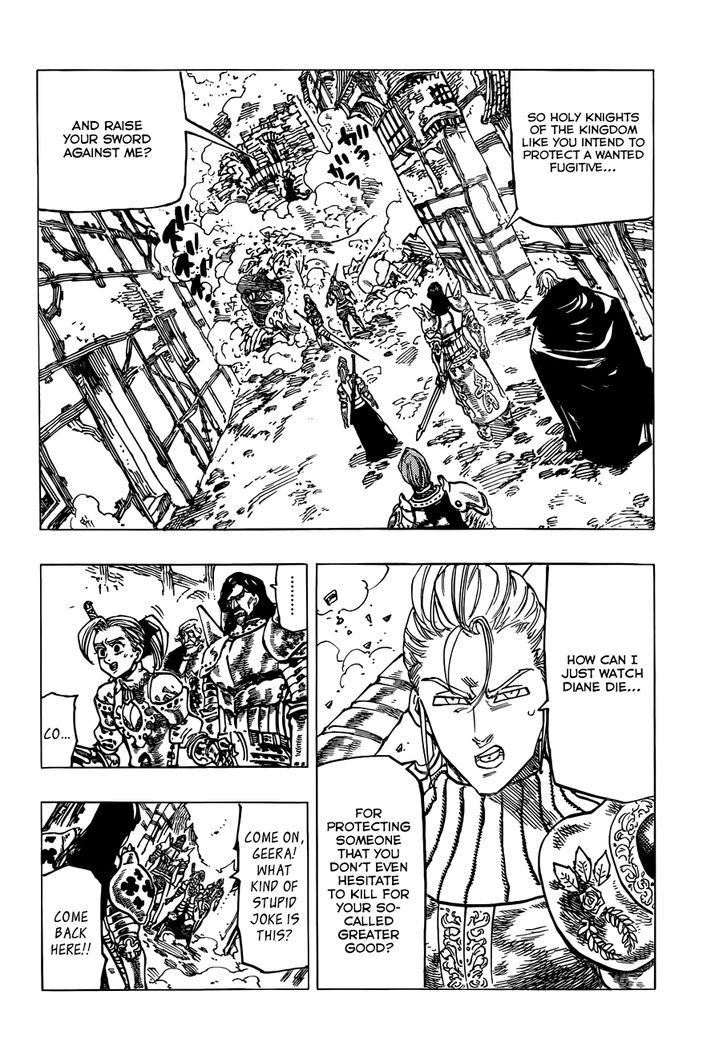 SO HOLY KNIGHTS
OF THE KINGDOM
LIKE YOU INTEND TO
PROTECT A WANTED
FUGITIVE...
AND RAISE
YOUR SWORD
AGAINST ME?
HOW CAN I
JUST WATCH
DIANE DIE...
FOR
PROTECTING
SOMEONE
THAT YOU
DON'T EVEN
HESITATE
TO KILL FOR
YOUR SO-
CALLED
GREATER
GOOD?
.......
CO...
COME ON,
GEERA!
WHAT
KIND OF
STUPID
JOKE IS
THIS?
COME
BACK
HERE!!